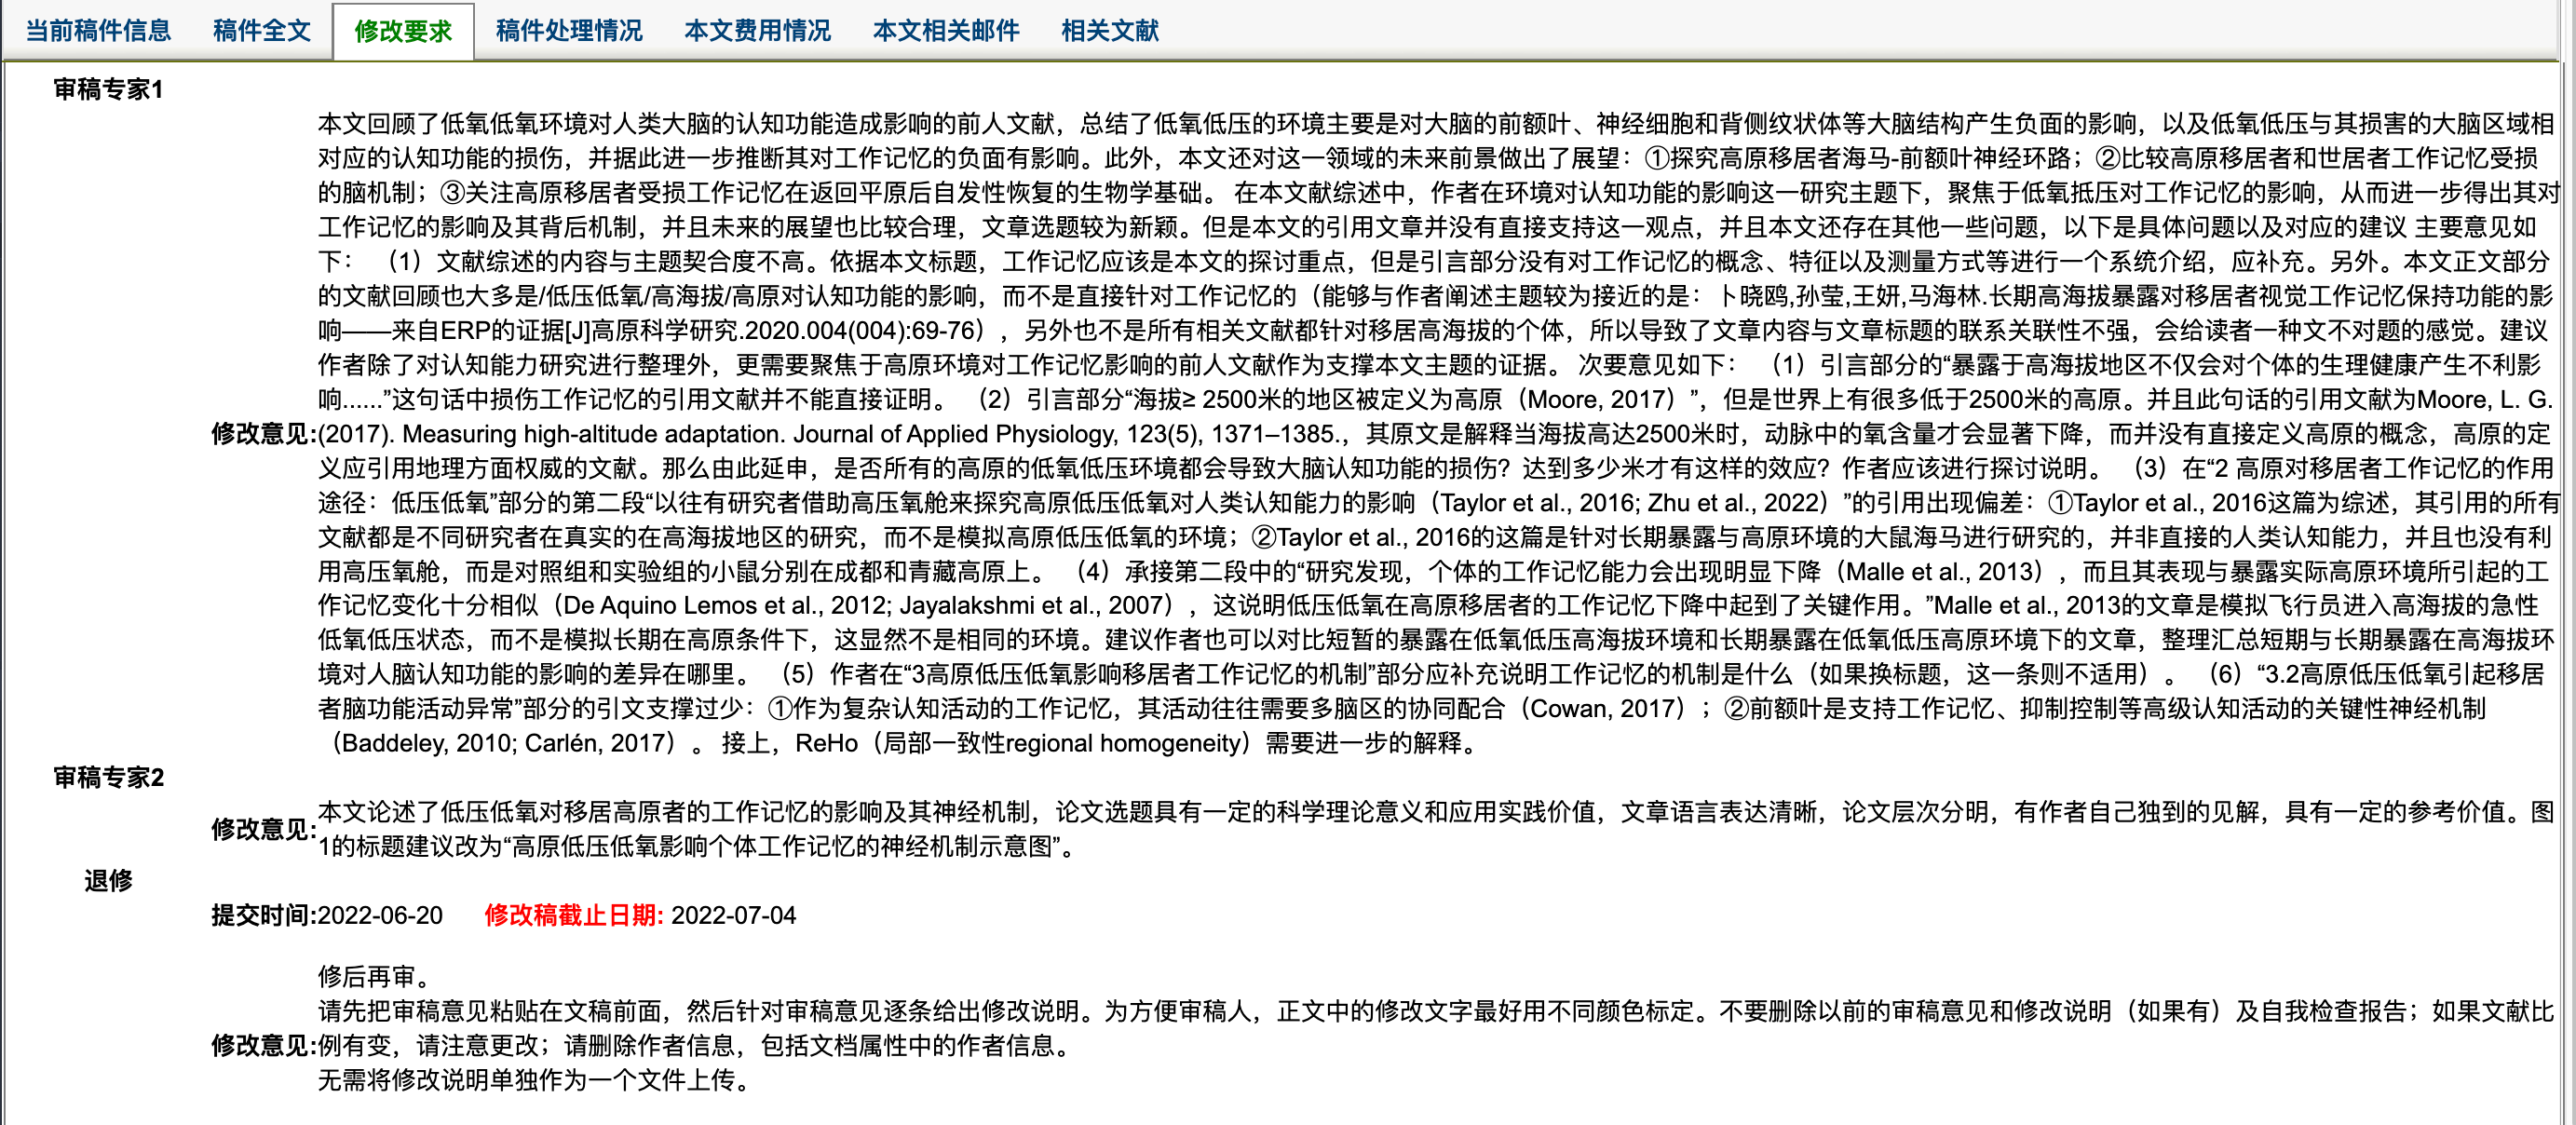 当前稿件信息 稿件全文 修改要求 稿件处理情况 本文费用情况 本文相关邮件 相关文献
审稿专家1
本文回顾了低氧低氧环境对人类大脑的认知功能造成影响的前人文献，总结了低氧低压的环境主要是对大脑的前额叶、神经细胞和背侧纹状体等大脑结构产生负面的影响，以及低氧低压与其损害的大脑区域相
对应的认知功能的损伤，并据此进一步推断其对工作记忆的负面有影响。此外，本文还对这一领域的未来前景做出了展望：①探究高原移居者海马-前额叶神经环路；②比较高原移居者和世居者工作记忆受损
的脑机制；③关注高原移居者受损工作记忆在返回平原后自发性恢复的生物学基础。 在本文献综述中，作者在环境对认知功能的影响这一研究主题下，聚焦于低氧抵压对工作记忆的影响，从而进一步得出其对
工作记忆的影响及其背后机制，并且未来的展望也比较合理，文章选题较为新颖。但是本文的引用文章并没有直接支持这一观点，并且本文还存在其他一些问题，以下是具体问题以及对应的建议 主要意见如
下： （1）文献综述的内容与主题契合度不高。依据本文标题，工作记忆应该是本文的探讨重点，但是引言部分没有对工作记忆的概念、特征以及测量方式等进行一个系统介绍，应补充。另外。本文正文部分
的文献回顾也大多是/低压低氧/高海拔/高原对认知功能的影响，而不是直接针对工作记忆的（能够与作者阐述主题较为接近的是：卜晓鸥,孙莹,王妍,马海林.长期高海拔暴露对移居者视觉工作记忆保持功能的影
响——来自ERP的证据[J]高原科学研究.2020.004(004):69-76），另外也不是所有相关文献都针对移居高海拔的个体，所以导致了文章内容与文章标题的联系关联性不强，会给读者一种文不对题的感觉。建议
作者除了对认知能力研究进行整理外，更需要聚焦于高原环境对工作记忆影响的前人文献作为支撑本文主题的证据。 次要意见如下： （1）引言部分的“暴露于高海拔地区不仅会对个体的生理健康产生不利影
响......”这句话中损伤工作记忆的引用文献并不能直接证明。 （2）引言部分“海拔≥ 2500米的地区被定义为高原（Moore, 2017）”，但是世界上有很多低于2500米的高原。并且此句话的引用文献为Moore, L. G.
修改意见:(2017). Measuring high-altitude adaptation. Journal of Applied Physiology, 123(5), 1371–1385.，其原文是解释当海拔高达2500米时，动脉中的氧含量才会显著下降，而并没有直接定义高原的概念，高原的定
义应引用地理方面权威的文献。那么由此延申，是否所有的高原的低氧低压环境都会导致大脑认知功能的损伤？达到多少米才有这样的效应？作者应该进行探讨说明。 （3）在“2 高原对移居者工作记忆的作用
途径：低压低氧”部分的第二段“以往有研究者借助高压氧舱来探究高原低压低氧对人类认知能力的影响（Taylor et al., 2016; Zhu et al., 2022）”的引用出现偏差：①Taylor et al., 2016这篇为综述，其引用的所有
文献都是不同研究者在真实的在高海拔地区的研究，而不是模拟高原低压低氧的环境；②Taylor et al., 2016的这篇是针对长期暴露与高原环境的大鼠海马进行研究的，并非直接的人类认知能力，并且也没有利
用高压氧舱，而是对照组和实验组的小鼠分别在成都和青藏高原上。 （4）承接第二段中的“研究发现，个体的工作记忆能力会出现明显下降（Malle et al., 2013），而且其表现与暴露实际高原环境所引起的工
作记忆变化十分相似（De Aquino Lemos et al., 2012; Jayalakshmi et al., 2007），这说明低压低氧在高原移居者的工作记忆下降中起到了关键作用。”Malle et al., 2013的文章是模拟飞行员进入高海拔的急性
低氧低压状态，而不是模拟长期在高原条件下，这显然不是相同的环境。建议作者也可以对比短暂的暴露在低氧低压高海拔环境和长期暴露在低氧低压高原环境下的文章，整理汇总短期与长期暴露在高海拔环
境对人脑认知功能的影响的差异在哪里。 （5）作者在“3高原低压低氧影响移居者工作记忆的机制”部分应补充说明工作记忆的机制是什么（如果换标题，这一条则不适用）。 （6）“3.2高原低压低氧引起移居
者脑功能活动异常”部分的引文支撑过少：①作为复杂认知活动的工作记忆，其活动往往需要多脑区的协同配合（Cowan, 2017）；②前额叶是支持工作记忆、抑制控制等高级认知活动的关键性神经机制
（Baddeley, 2010; Carlén, 2017）。 接上，ReHo（局部一致性regional homogeneity）需要进一步的解释。
审稿专家2
本文论述了低压低氧对移居高原者的工作记忆的影响及其神经机制，论文选题具有一定的科学理论意义和应用实践价值，文章语言表达清晰，论文层次分明，有作者自己独到的见解，具有一定的参考价值。图
修改意见:
1的标题建议改为“高原低压低氧影响个体工作记忆的神经机制示意图”。
退修
提交时间:2022-06-20 修改稿截止日期: 2022-07-04
修后再审。
请先把审稿意见粘贴在文稿前面，然后针对审稿意见逐条给出修改说明。为方便审稿人，正文中的修改文字最好用不同颜色标定。不要删除以前的审稿意见和修改说明（如果有）及自我检查报告；如果文献比
修改意见:例有变，请注意更改；请删除作者信息，包括文档属性中的作者信息。
无需将修改说明单独作为一个文件上传。